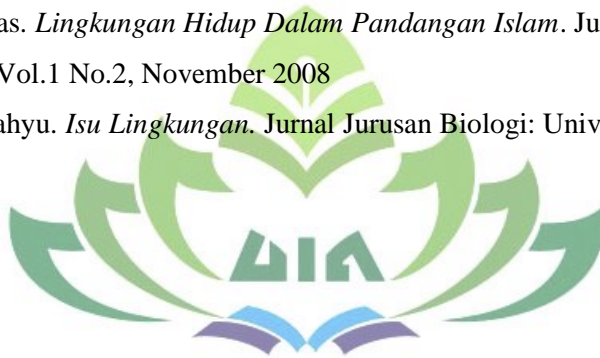 as. Lingkungan Hidup Dalam Pandangan Islam. Ju
Vol.1 No.2, November 2008
ahyu. Isu Lingkungan. Jurnal Jurusan Biologi: Univ
UIN